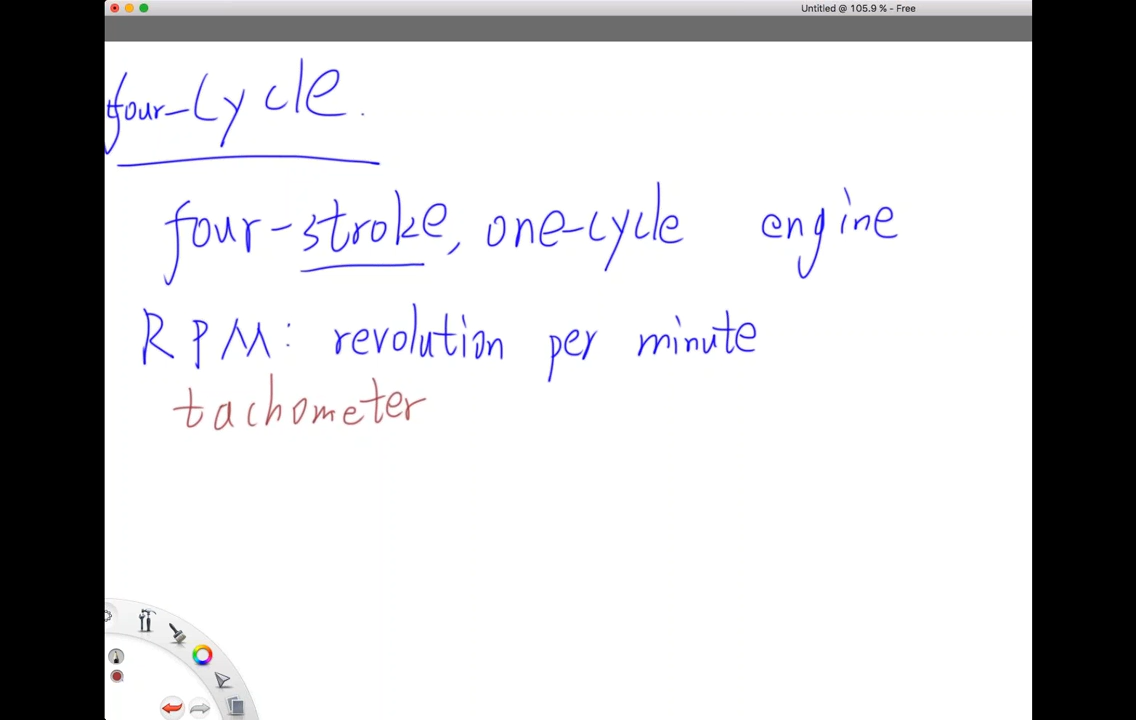 Untitled @ 105.9 % - Free
four-Cycle.
four-stroke, one-cycle engine
RPM: revolution per minute
tachometer